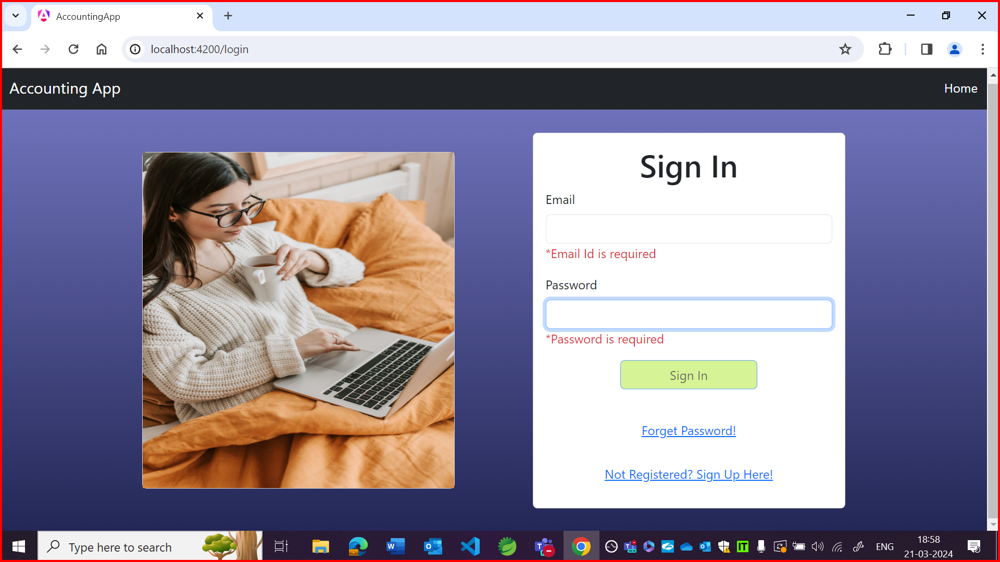 AccountingApp
localhost:4200/login
Accounting App
Home
Sign In
Email
*Email Id is required
Password
*Password is required
Sign In
Forget Password!
Not Registered? Sign Up Here!
Type here to search
ENG
18:58
21-03-2024